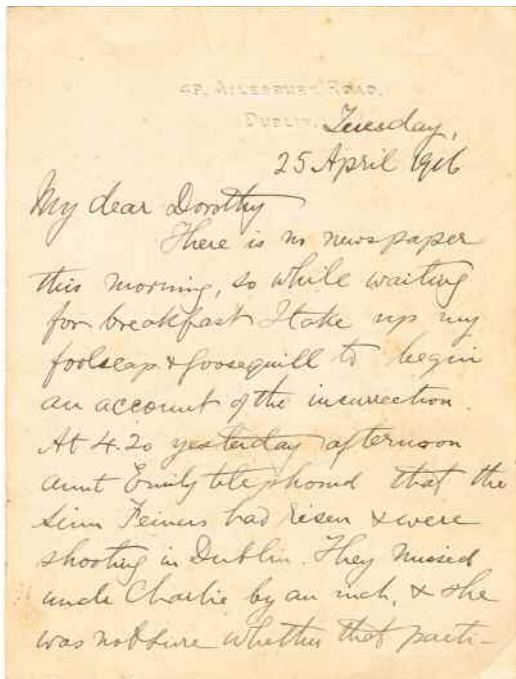 49, AILESBURY ROAD,
DUBLIN.
Tuesday,
25 April 1916
My dear Dorothy
There is no newspaper
this morning, so while waiting
for breakfast I take up my
foolscap & goosequill to begin
an account of the insurrection.
At 4.20 yesterday afternoon
aunt Emily telephoned that the
Sinn Feiners had risen & were
shooting in Dublin. They missed
uncle Charlie by an inch, & she
was not sure whether that parti-